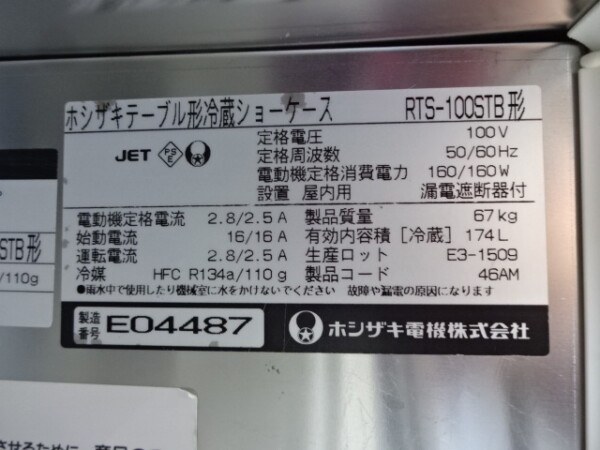 ホシザキテーブル形冷蔵ショーケース RTS-100STB形
定格電圧 100V
定格周波数 50/60Hz
電動機定格消費電力 160/160W
設置 屋内用 漏電遮断器付
JET PSE
電動機定格電流 2.8/2.5A 製品質量 67kg
始動電流 16/16A 有効内容積 [冷蔵] 174L
運転電流 2.8/2.5A 生産ロット E3-1509
冷媒 HFC R134a/110g 製品コード 46AM
●雨水中で使用したり機械室に水をかけないでください 故障や漏電の原因になります
製造番号 E04487 ホシザキ電機株式会社
STB形
/110g